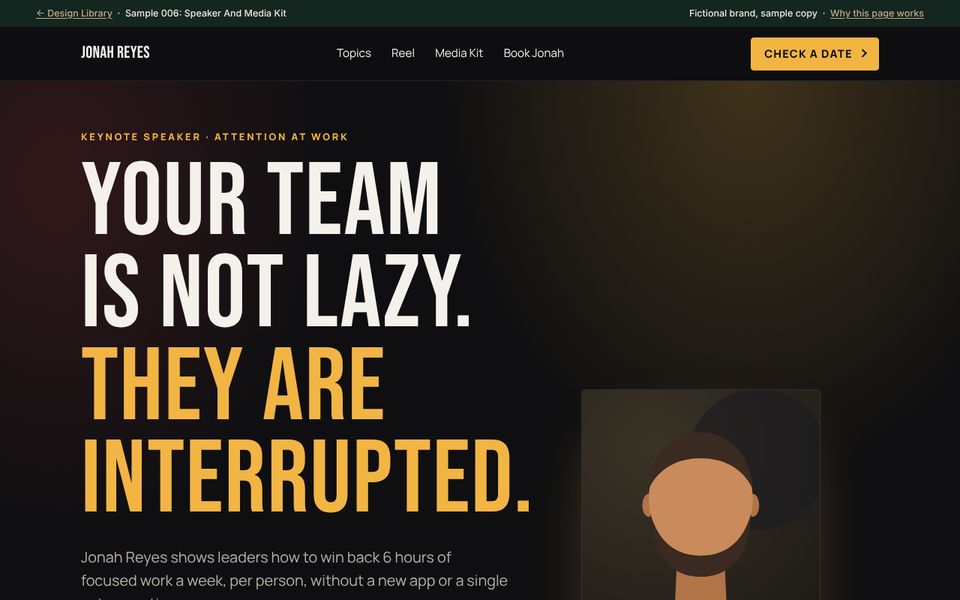 ← Design Library · Sample 006: Speaker And Media Kit
Fictional brand, sample copy · Why this page works
JONAH REYES
Topics Reel Media Kit Book Jonah
CHECK A DATE
KEYNOTE SPEAKER · ATTENTION AT WORK
YOUR TEAM
IS NOT LAZY.
THEY ARE
INTERRUPTED.
Jonah Reyes shows leaders how to win back 6 hours of
focused work a week, per person, without a new app or a single